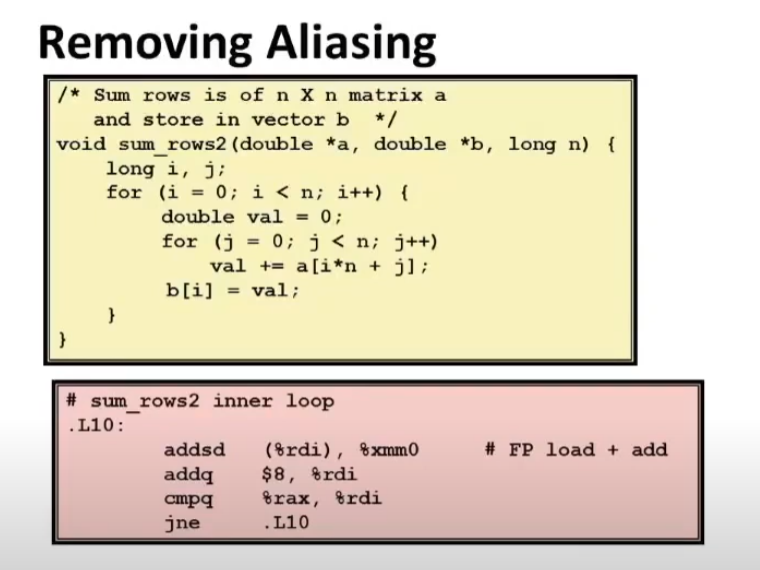 Removing Aliasing
/* Sum rows is of n X n matrix a
and store in vector b */
void sum_rows2(double *a, double *b, long n) {
long i, j;
for (i = 0; i < n; i++) {
double val = 0;
for (j = 0; j < n; j++)
val += a[i*n + j];
b[i] = val;
}
}
# sum_rows2 inner loop
.L10:
addsd (%rdi), %xmm0 # FP load + add
addq $8, %rdi
cmpq %rax, %rdi
jne .L10